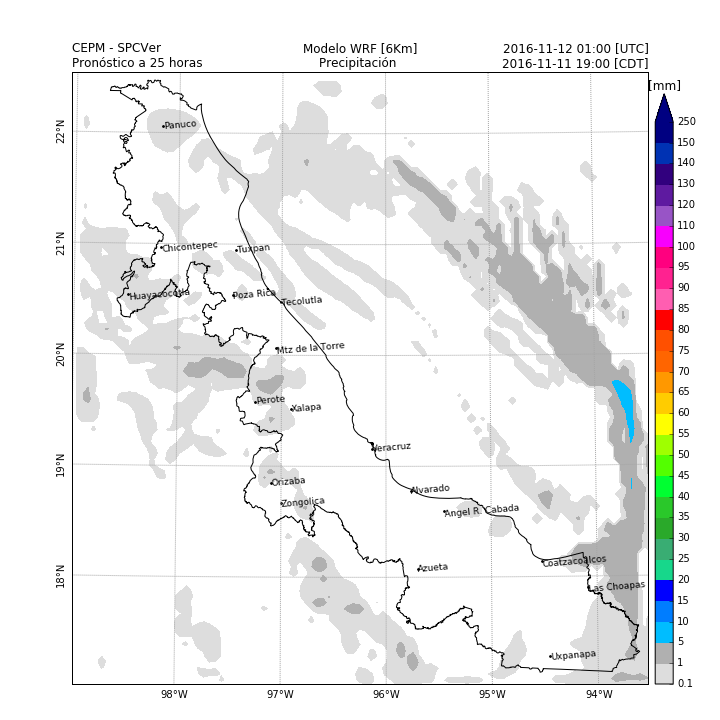 CEPM - SPCVer Modelo WRF [6Km] 2016-11-12 01:00 [UTC]
Pronóstico a 25 horas Precipitación 2016-11-11 19:00 [CDT]
[mm]
250
150
140
130
120
110
100
95
90
85
80
75
70
65
60
55
50
45
40
35
30
25
20
15
10
5
1
0.1
22°N
21°N
20°N
19°N
18°N
Panuco
Chicontepec
Tuxpan
Huayacocotla
Poza Rica
Tecolutla
Mtz de la Torre
Perote
Xalapa
Veracruz
Orizaba
Alvarado
Zongolica
Angel R. Cabada
Coatzacoalcos
Azueta
Las Choapas
Uxpanapa
98°W 97°W 96°W 95°W 94°W